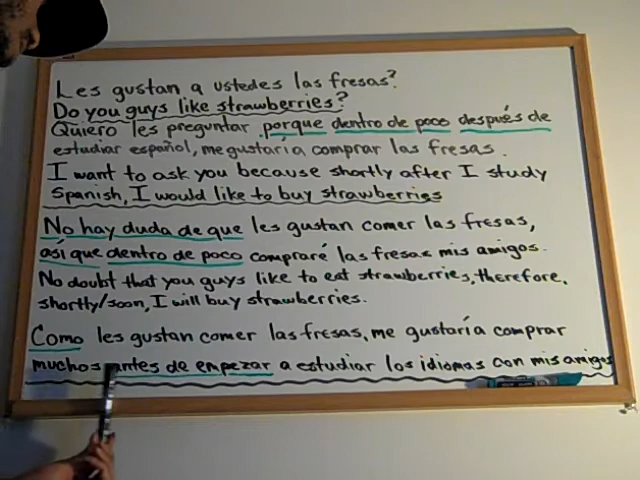 Les gustan a ustedes las fresas?
Do you guys like strawberries?
Quiero les preguntar porque dentro de poco después de
estudiar español, me gustaría comprar las fresas.
I want to ask you because shortly after I study
Spanish, I would like to buy strawberries
No hay duda de que les gustan comer las fresas,
así que dentro de poco compraré las fresas mis amigos.
No doubt that you guys like to eat strawberries, therefore,
shortly/soon, I will buy strawberries.
Como les gustan comer las fresas, me gustaría comprar
muchos antes de empezar a estudiar los idiomas con mis amigos